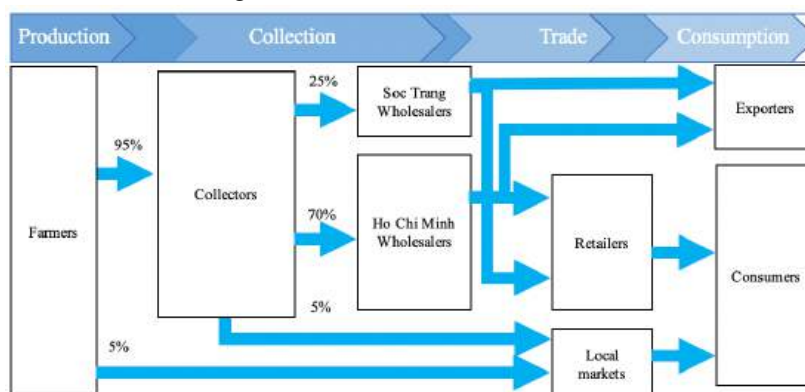 Production
Collection
Trade
Consumption
25%
Soc Trang
Wholesalers
Exporters
95%
Collectors
70%
Ho Chi Minh
Wholesalers
Farmers
Retailers
Consumers
5%
5%
Local
markets